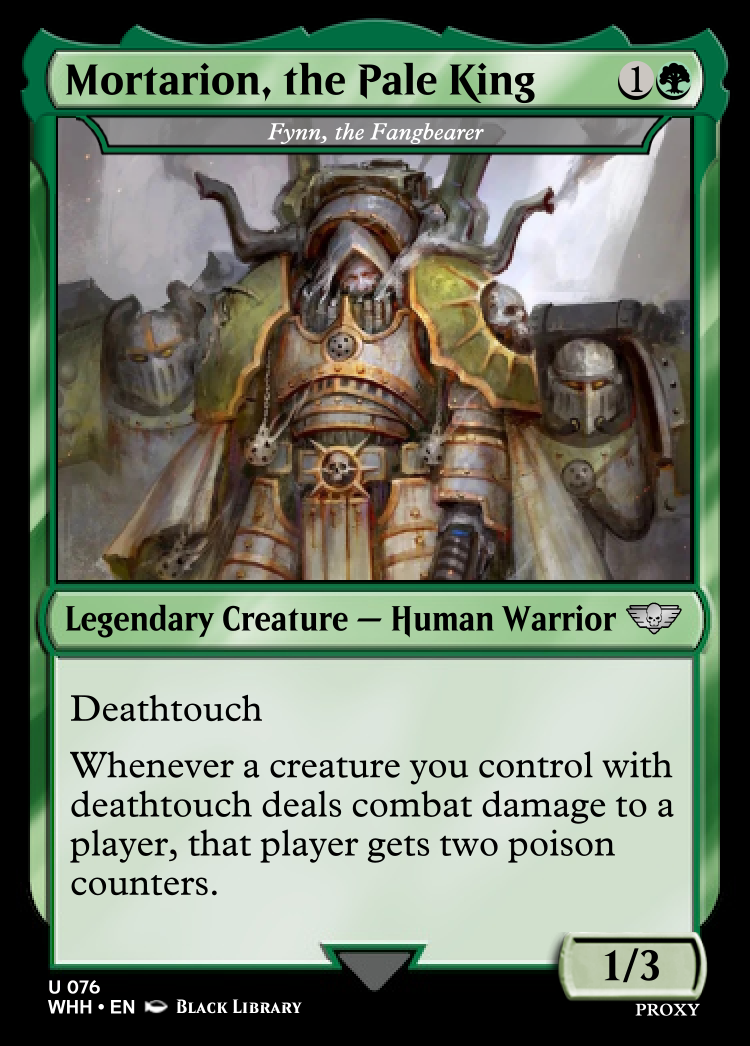 Mortarion, the Pale King 1
Fynn, the Fangbearer
Legendary Creature — Human Warrior
Deathtouch
Whenever a creature you control with
deathtouch deals combat damage to a
player, that player gets two poison
counters.
1/3
U 076
WHH • EN Black Library
PROXY